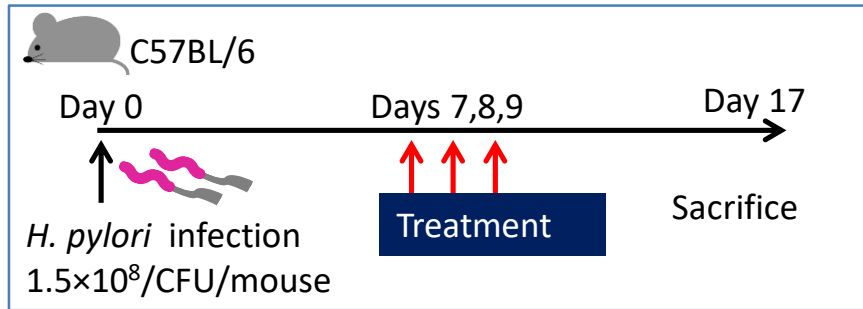 C57BL/6
Day 0
Days 7,8,9
Day 17
Treatment
Sacrifice
H. pylori infection
1.5×10⁸/CFU/mouse